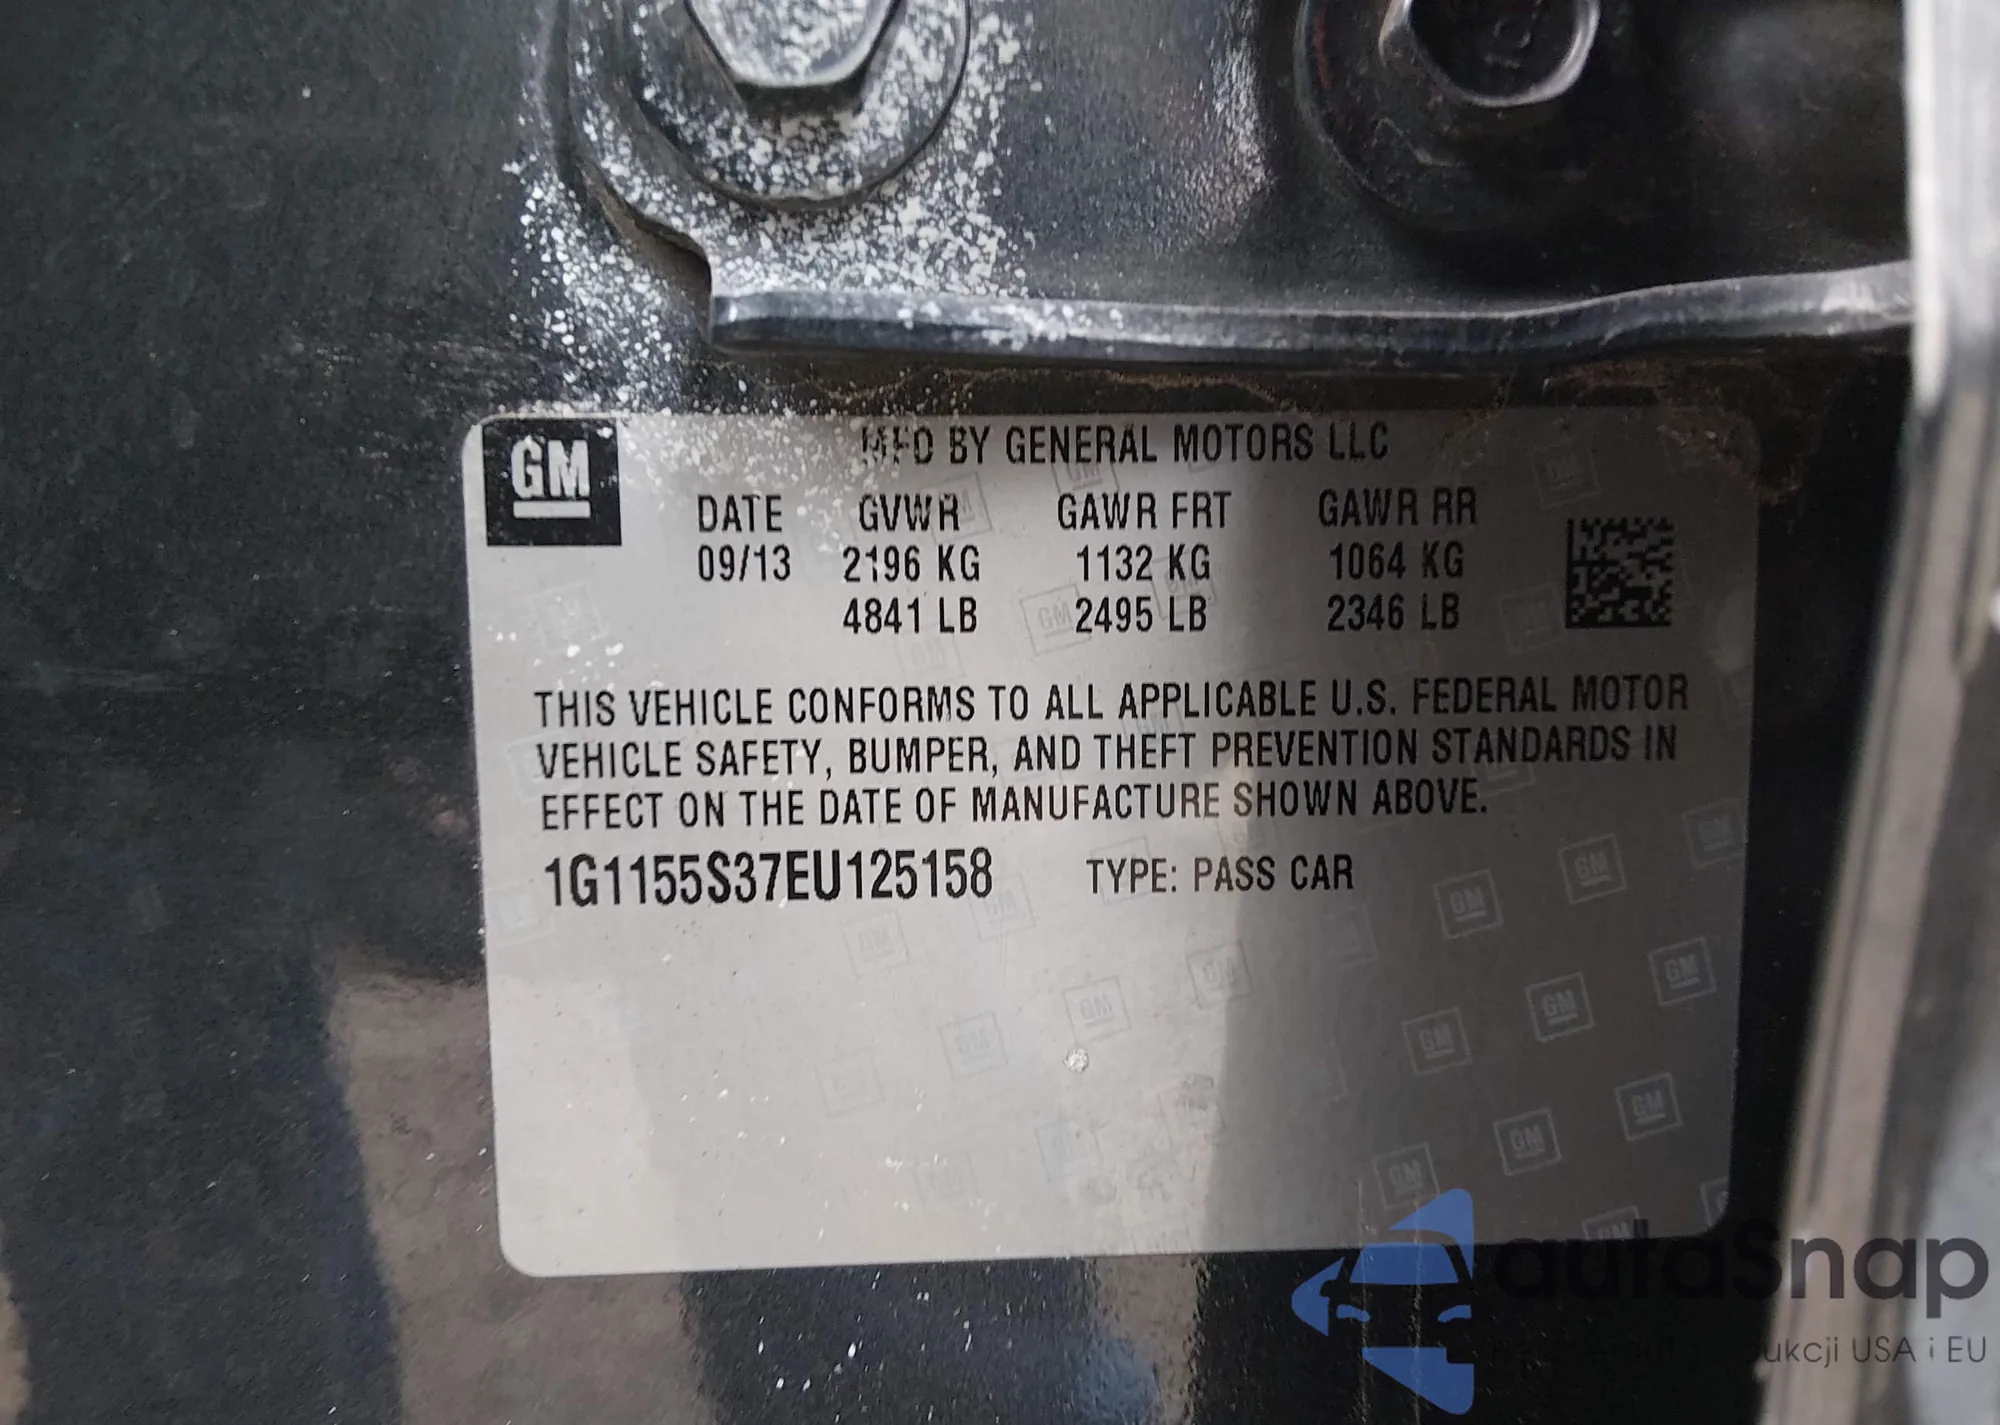 GM
MFD BY GENERAL MOTORS LLC
DATE GVWR GAWR FRT GAWR RR
09/13 2196 KG 1132 KG 1064 KG
4841 LB 2495 LB 2346 LB
THIS VEHICLE CONFORMS TO ALL APPLICABLE U.S. FEDERAL MOTOR
VEHICLE SAFETY, BUMPER, AND THEFT PREVENTION STANDARDS IN
EFFECT ON THE DATE OF MANUFACTURE SHOWN ABOVE.
1G1155S37EU125158 TYPE: PASS CAR
autaSnap
USA i EU